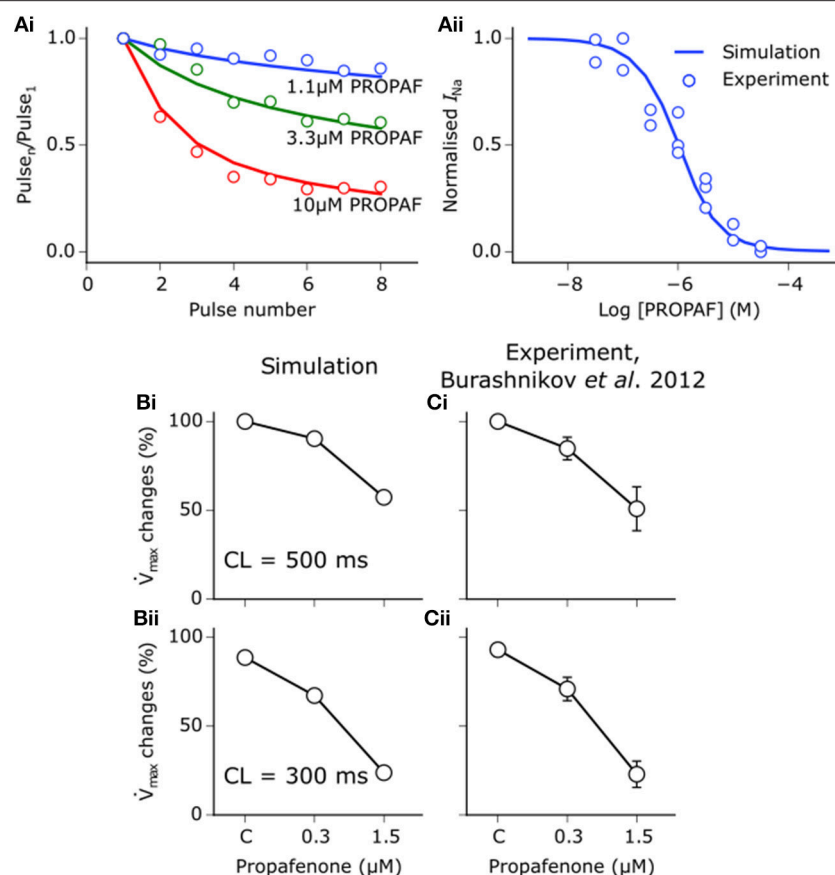 Ai
1.0
0.5
0.0
Pulseₙ/Pulse₁
1.1μM PROPAF
3.3μM PROPAF
10μM PROPAF
0 2 4 6 8
Pulse number
Aii
1.0
0.5
0.0
Normalised I_Na
Simulation
Experiment
−8 −6 −4
Log [PROPAF] (M)
Simulation
Experiment,
Burashnikov et al. 2012
Bi
100
50
0
V̇max changes (%)
CL = 500 ms
Ci
Bii
100
50
0
V̇max changes (%)
CL = 300 ms
C 0.3 1.5
Propafenone (μM)
Cii
C 0.3 1.5
Propafenone (μM)